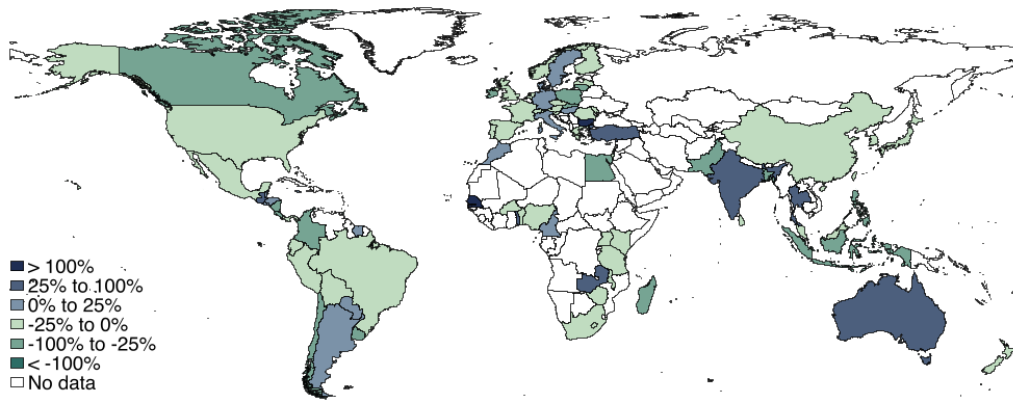 > 100%
25% to 100%
0% to 25%
-25% to 0%
-100% to -25%
< -100%
No data